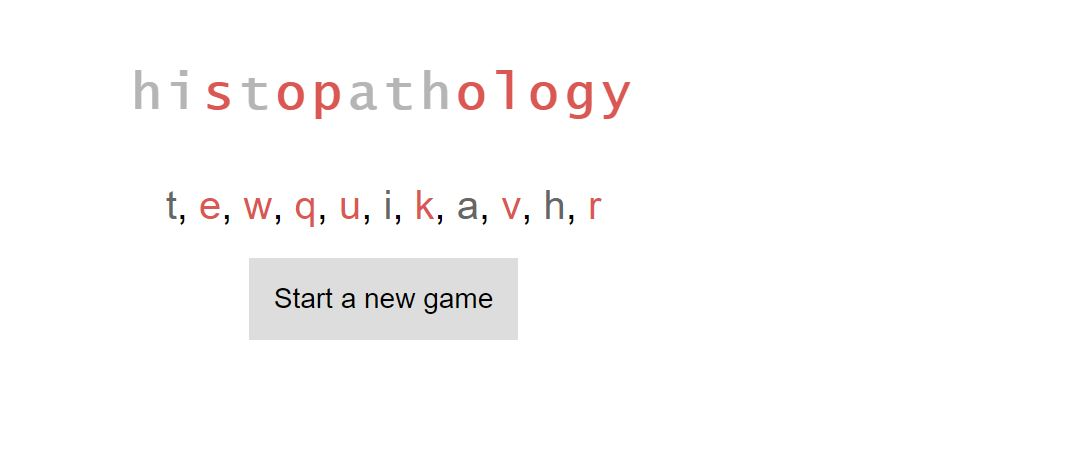 histopathology
t, e, w, q, u, i, k, a, v, h, r
Start a new game